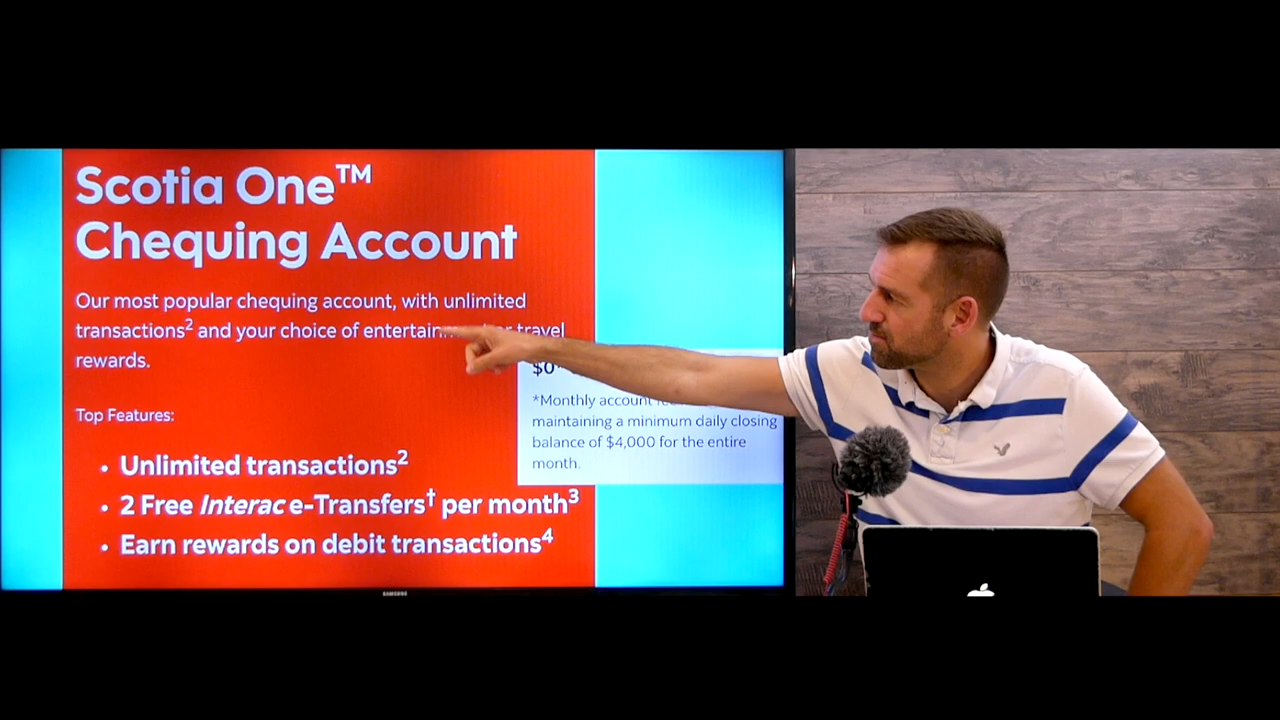 Scotia One™
Chequing Account
Our most popular chequing account, with unlimited
transactions² and your choice of travel
rewards.
$0*
Top Features:
*Monthly account
maintaining a minimum daily closing
balance of $4,000 for the entire
month.
• Unlimited transactions²
• 2 Free Interac e-Transfers† per month³
• Earn rewards on debit transactions⁴
SAMSUNG